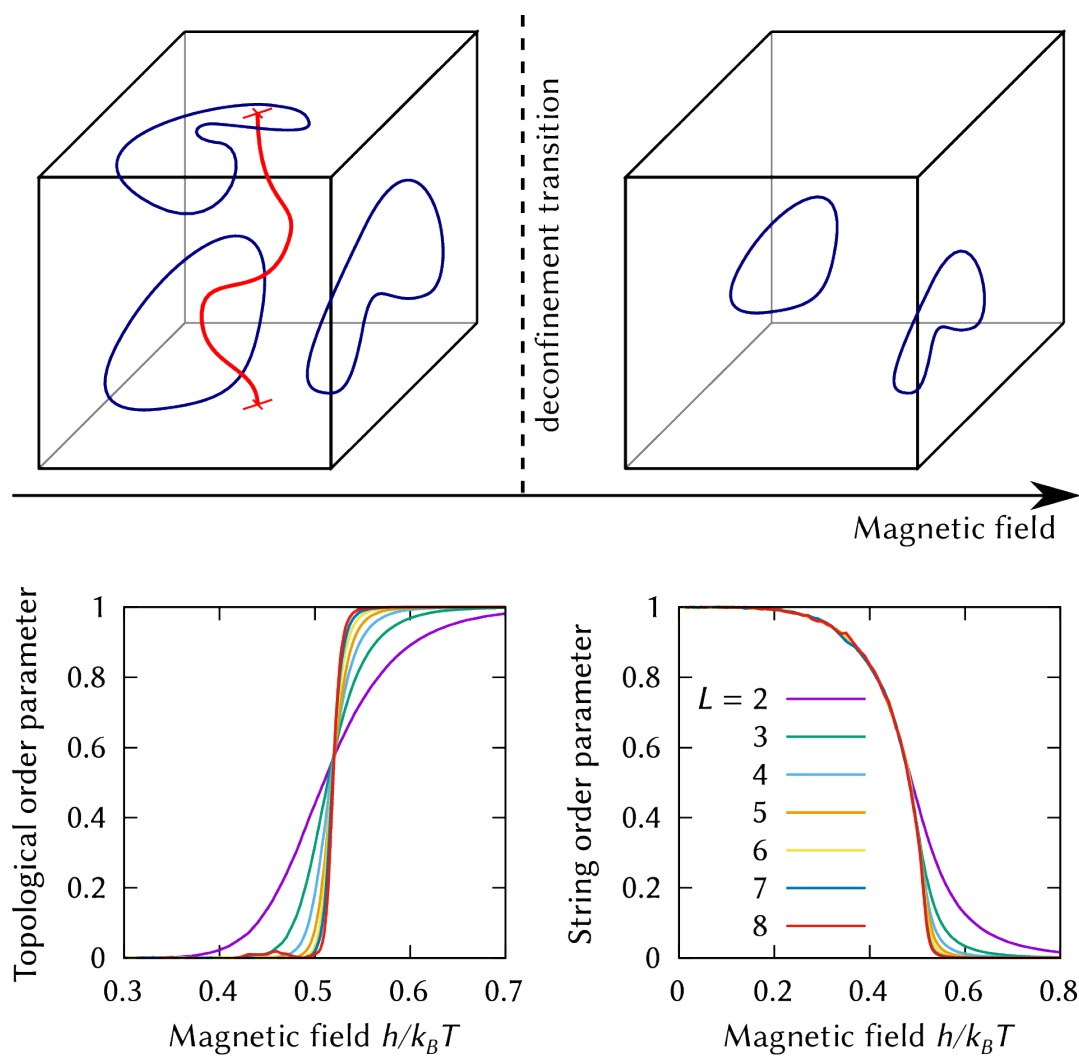 deconfinement transition
Magnetic field
Topological order parameter
1
0.8
0.6
0.4
0.2
0
0.3 0.4 0.5 0.6 0.7
Magnetic field h/k_BT
String order parameter
1
0.8
0.6
0.4
0.2
0
L = 2
3
4
5
6
7
8
0 0.2 0.4 0.6 0.8
Magnetic field h/k_BT